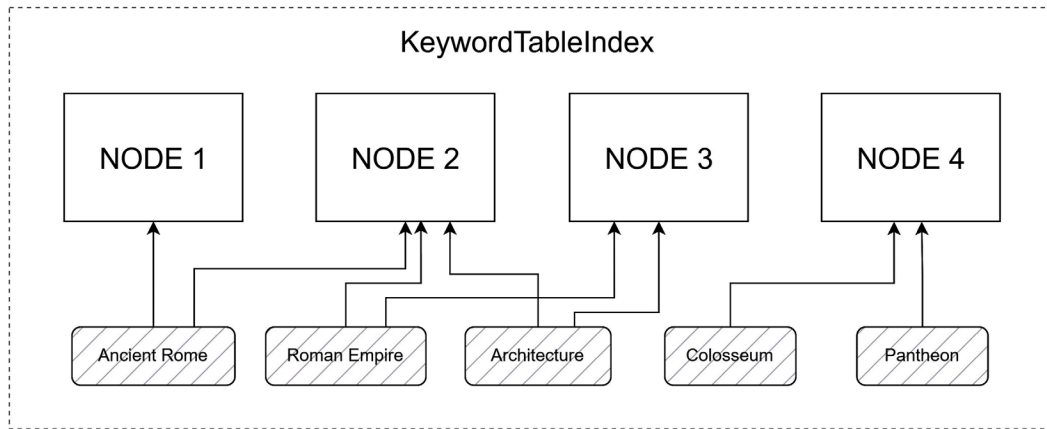 KeywordTableIndex
NODE 1
NODE 2
NODE 3
NODE 4
Ancient Rome
Roman Empire
Architecture
Colosseum
Pantheon